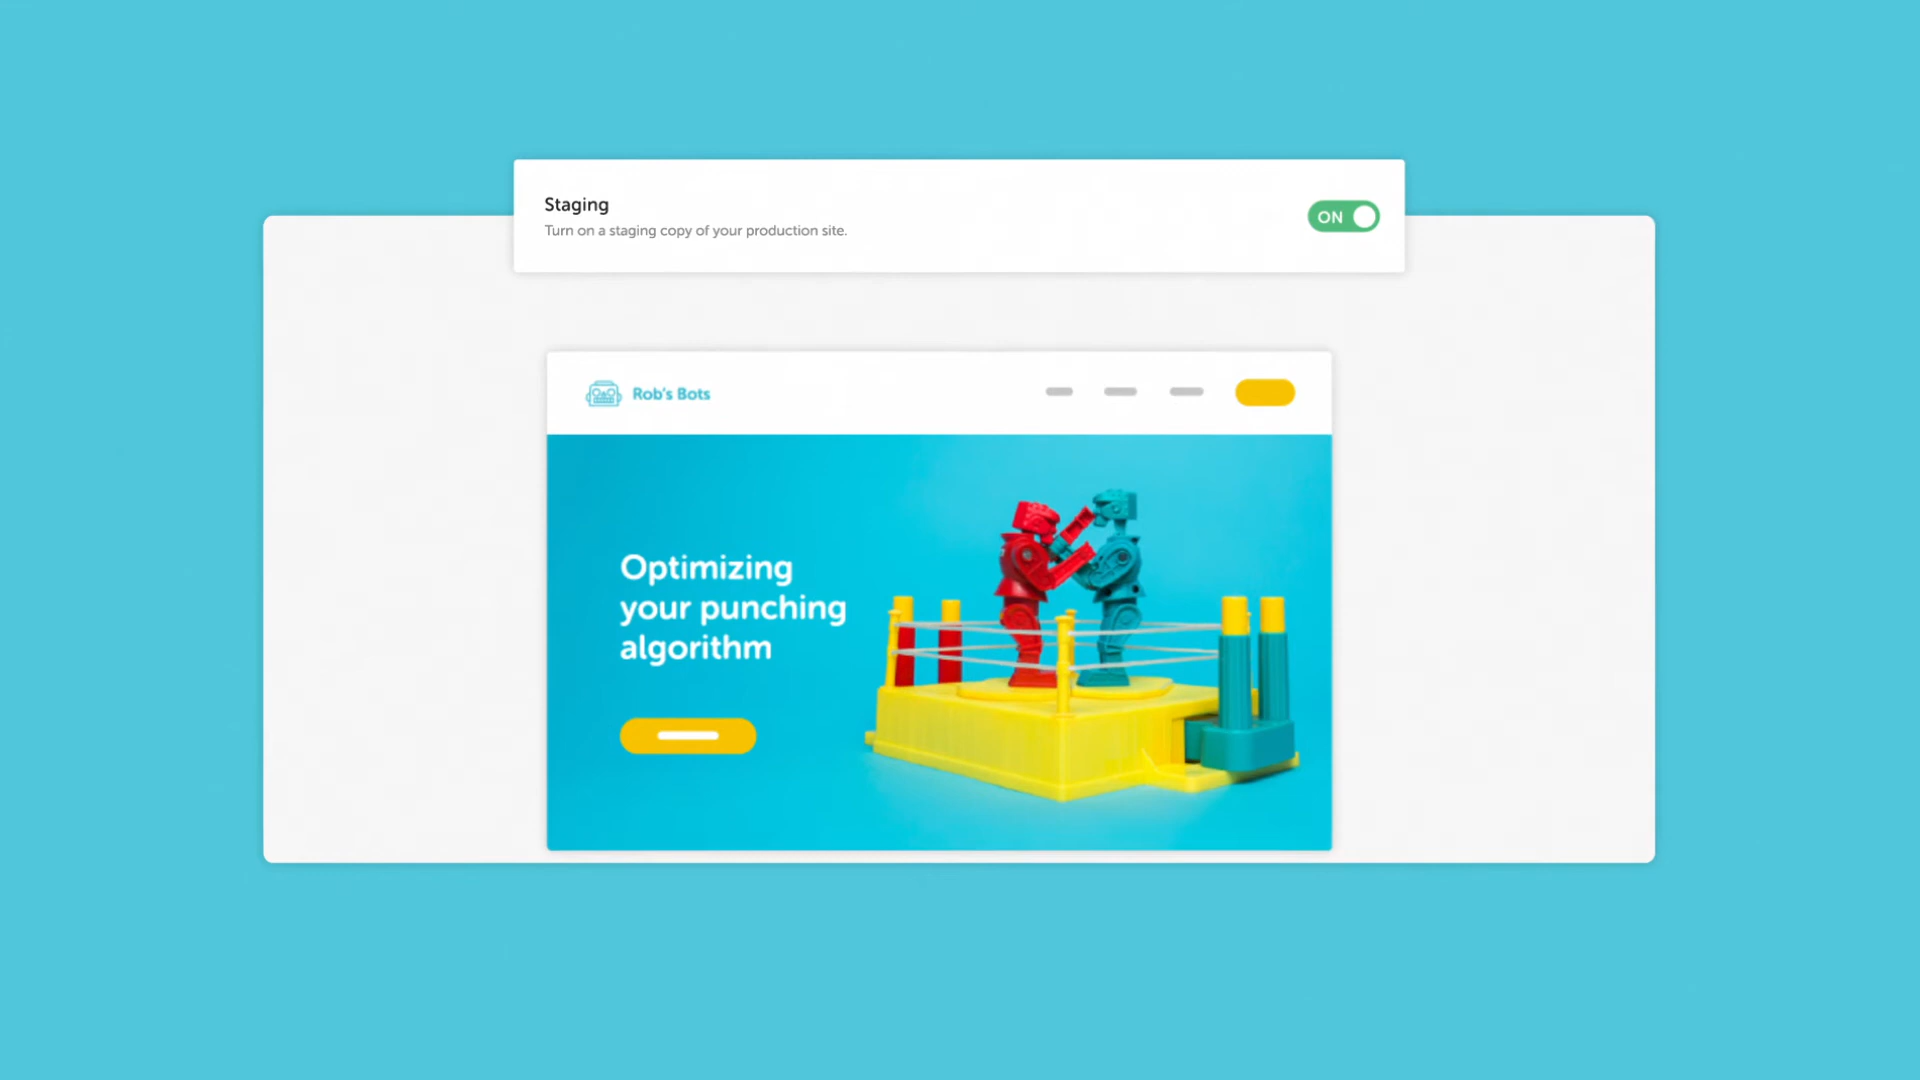 Staging
Turn on a staging copy of your production site.
ON
Rob's Bots
Optimizing
your punching
algorithm